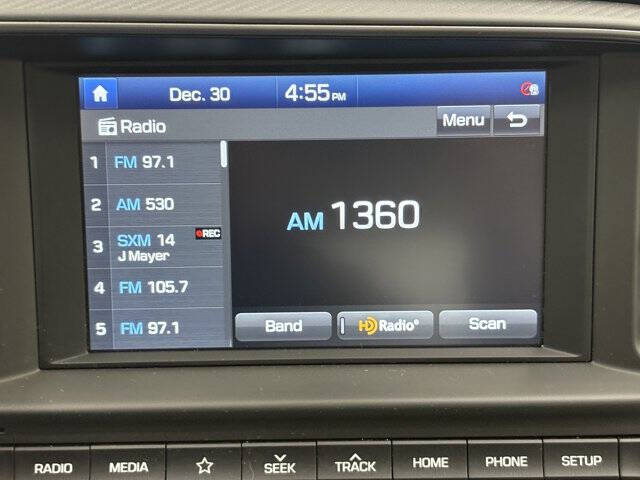 Dec. 30 4:55 PM
Radio Menu
1 FM 97.1
2 AM 530
3 SXM 14 REC
J Mayer
4 FM 105.7
5 FM 97.1
AM 1360
Band HD Radio® Scan
RADIO MEDIA SEEK TRACK HOME PHONE SETUP